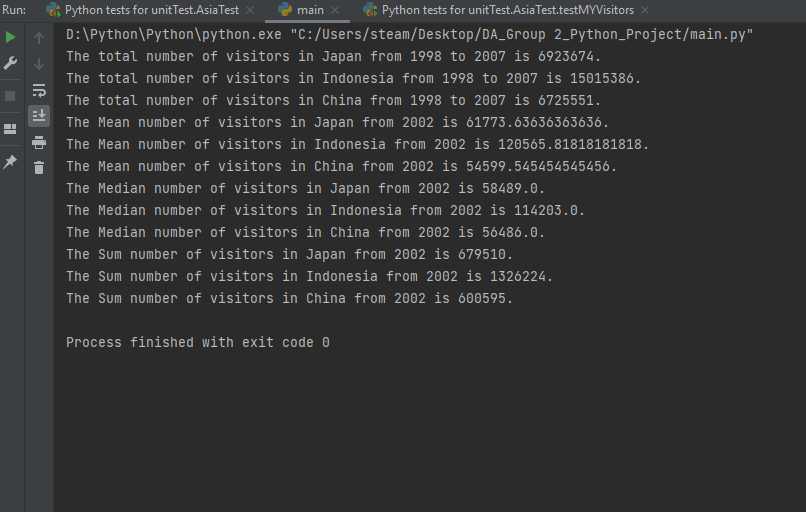 Run: Python tests for unitTest.AsiaTest × main × Python tests for unitTest.AsiaTest.testMYVisitors ×
D:\Python\Python\python.exe "C:/Users/steam/Desktop/DA_Group 2_Python_Project/main.py"
The total number of visitors in Japan from 1998 to 2007 is 6923674.
The total number of visitors in Indonesia from 1998 to 2007 is 15015386.
The total number of visitors in China from 1998 to 2007 is 6725551.
The Mean number of visitors in Japan from 2002 is 61773.63636363636.
The Mean number of visitors in Indonesia from 2002 is 120565.81818181818.
The Mean number of visitors in China from 2002 is 54599.545454545456.
The Median number of visitors in Japan from 2002 is 58489.0.
The Median number of visitors in Indonesia from 2002 is 114203.0.
The Median number of visitors in China from 2002 is 56486.0.
The Sum number of visitors in Japan from 2002 is 679510.
The Sum number of visitors in Indonesia from 2002 is 1326224.
The Sum number of visitors in China from 2002 is 600595.
Process finished with exit code 0